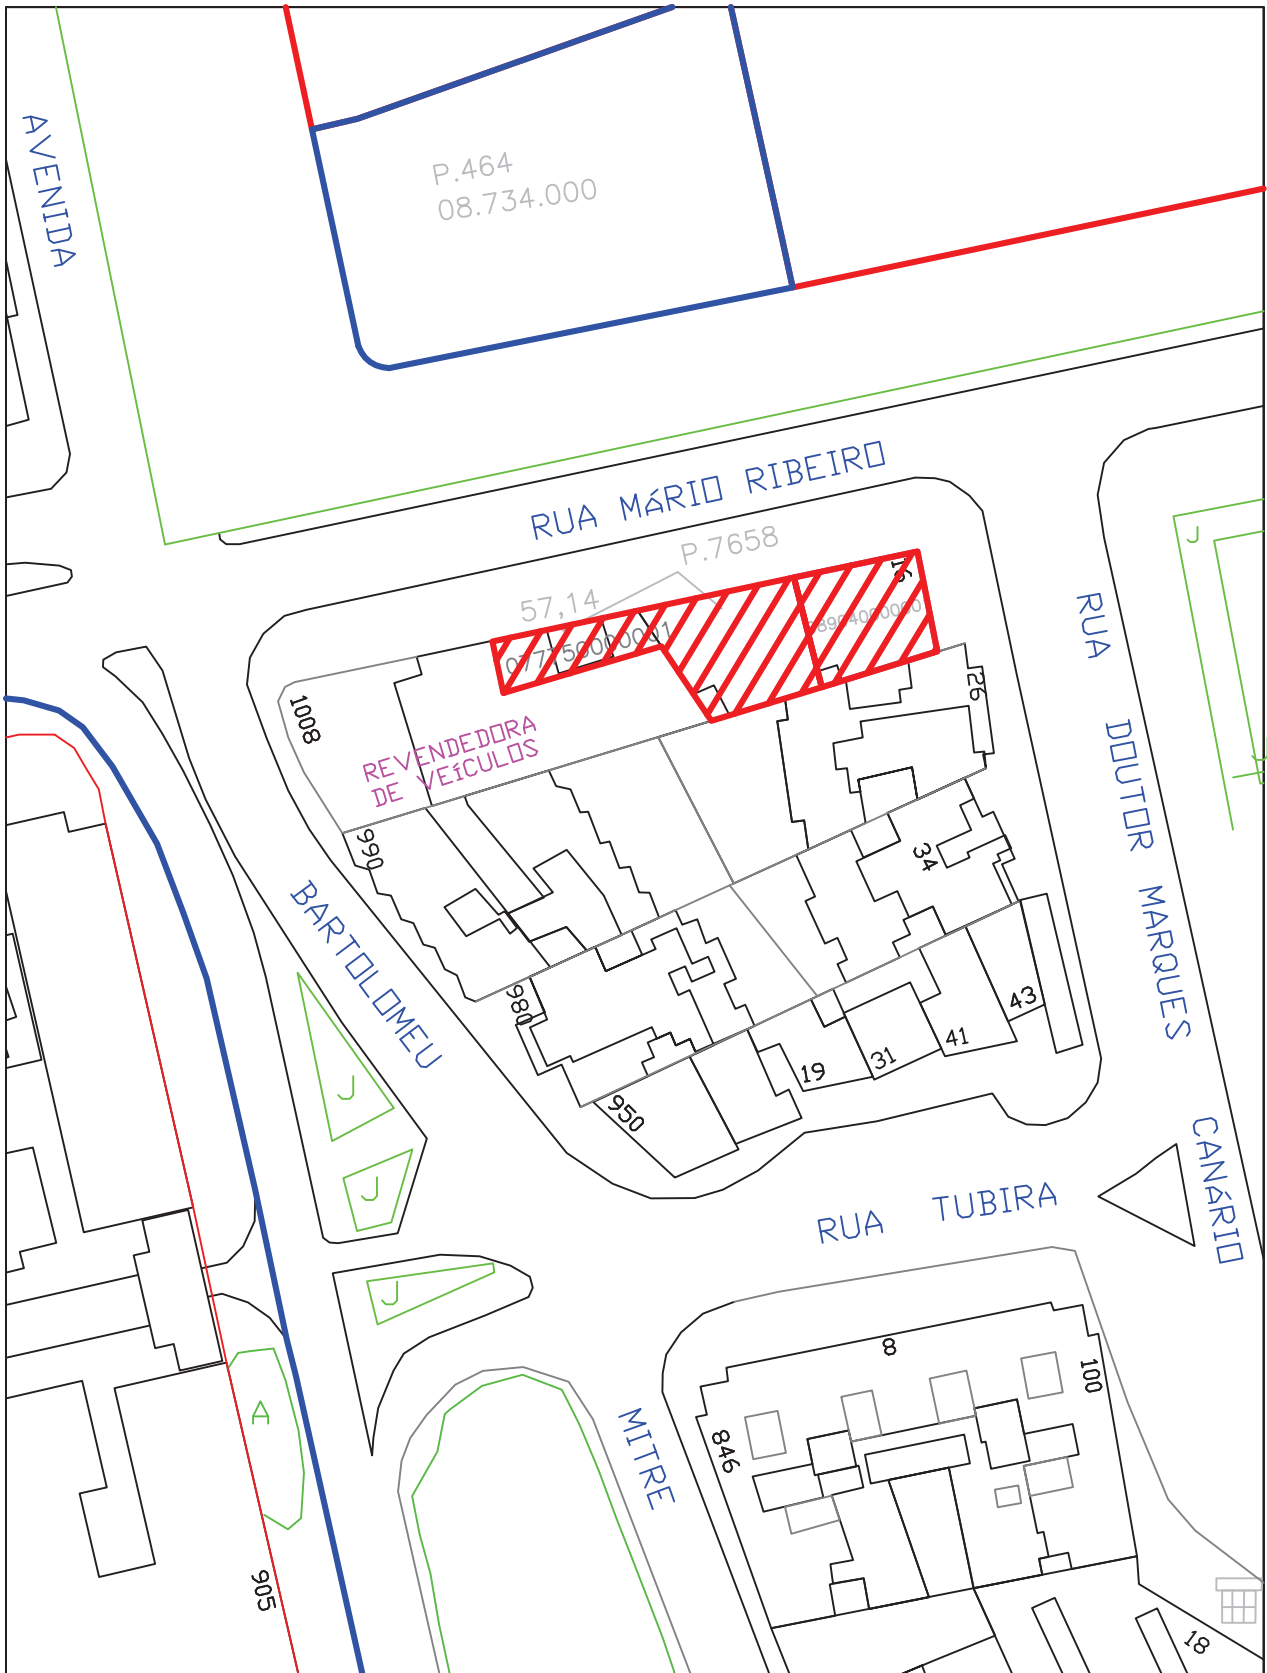 AVENIDA
P.464
08.734.000
RUA MÁRIO RIBEIRO
P.7658
57,14
16
J
RUA
26
1008
REVENDEDORA
DE VEÍCULOS
DOUTOR
990
34
BARTOLOMEU
MARQUES
980
43
41
31
19
950
J
J
CANÁRIO
RUA TUBIRA
J
8
100
A
MITRE
846
905
18